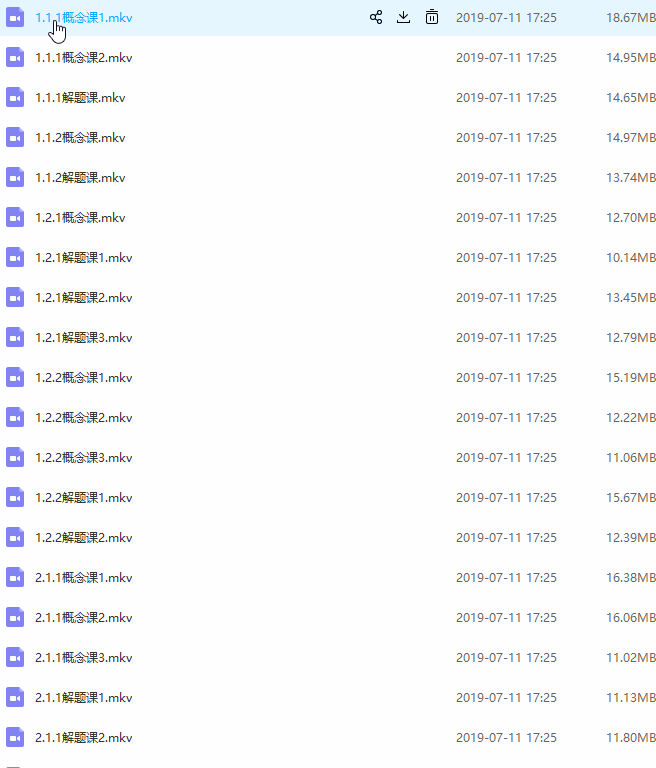 1.1.1概念课1.mkv 2019-07-11 17:25 18.67MB
1.1.1概念课2.mkv 2019-07-11 17:25 14.95MB
1.1.1解题课.mkv 2019-07-11 17:25 14.65MB
1.1.2概念课.mkv 2019-07-11 17:25 14.97MB
1.1.2解题课.mkv 2019-07-11 17:25 13.74MB
1.2.1概念课.mkv 2019-07-11 17:25 12.70MB
1.2.1解题课1.mkv 2019-07-11 17:25 10.14MB
1.2.1解题课2.mkv 2019-07-11 17:25 13.45MB
1.2.1解题课3.mkv 2019-07-11 17:25 12.79MB
1.2.2概念课1.mkv 2019-07-11 17:25 15.19MB
1.2.2概念课2.mkv 2019-07-11 17:25 12.22MB
1.2.2概念课3.mkv 2019-07-11 17:25 11.06MB
1.2.2解题课1.mkv 2019-07-11 17:25 15.67MB
1.2.2解题课2.mkv 2019-07-11 17:25 12.39MB
2.1.1概念课1.mkv 2019-07-11 17:25 16.38MB
2.1.1概念课2.mkv 2019-07-11 17:25 16.06MB
2.1.1概念课3.mkv 2019-07-11 17:25 11.02MB
2.1.1解题课1.mkv 2019-07-11 17:25 11.13MB
2.1.1解题课2.mkv 2019-07-11 17:25 11.80MB